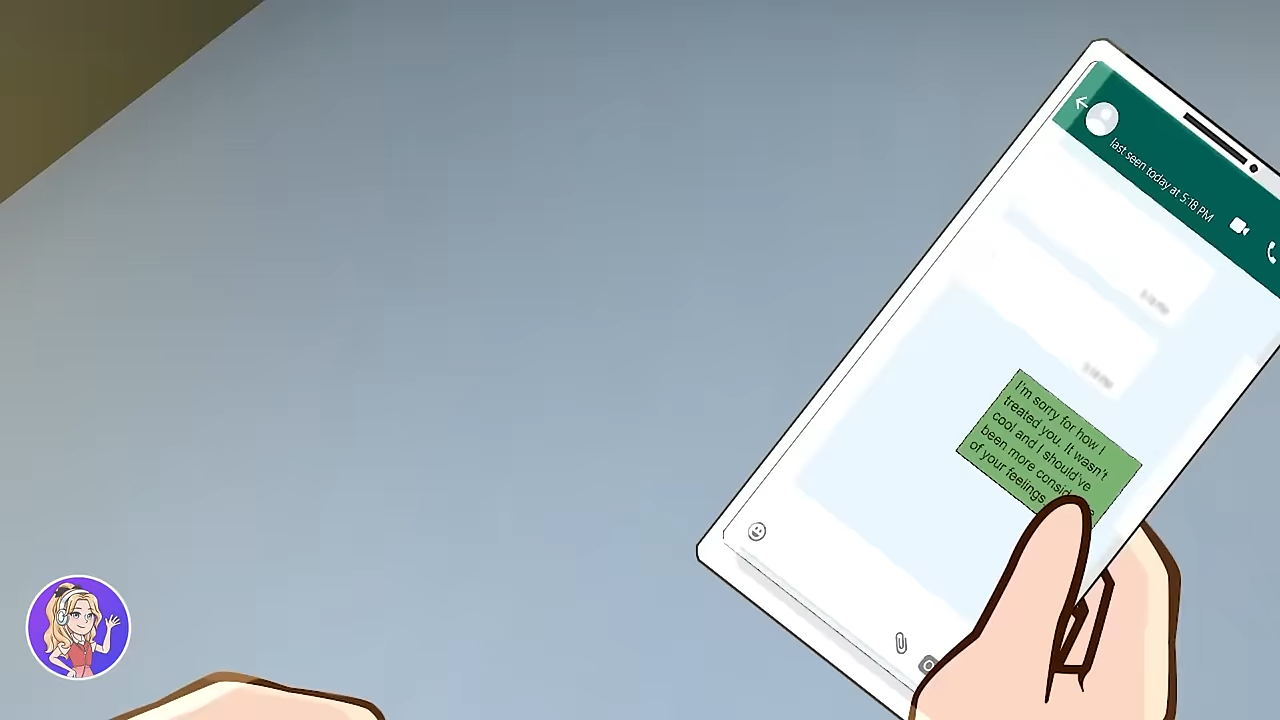 last seen today at 5:18 PM
I'm sorry for how I
treated you. It wasn't
cool and I should've
been more
of your feelings